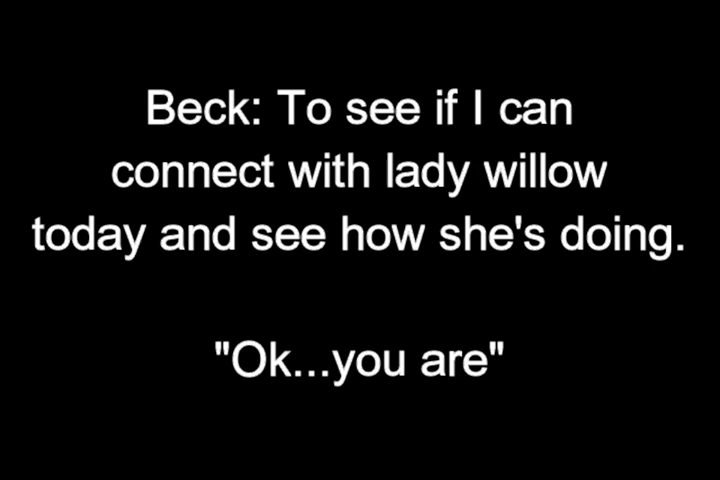 Beck: To see if I can
connect with lady willow
today and see how she's doing.
"Ok...you are"